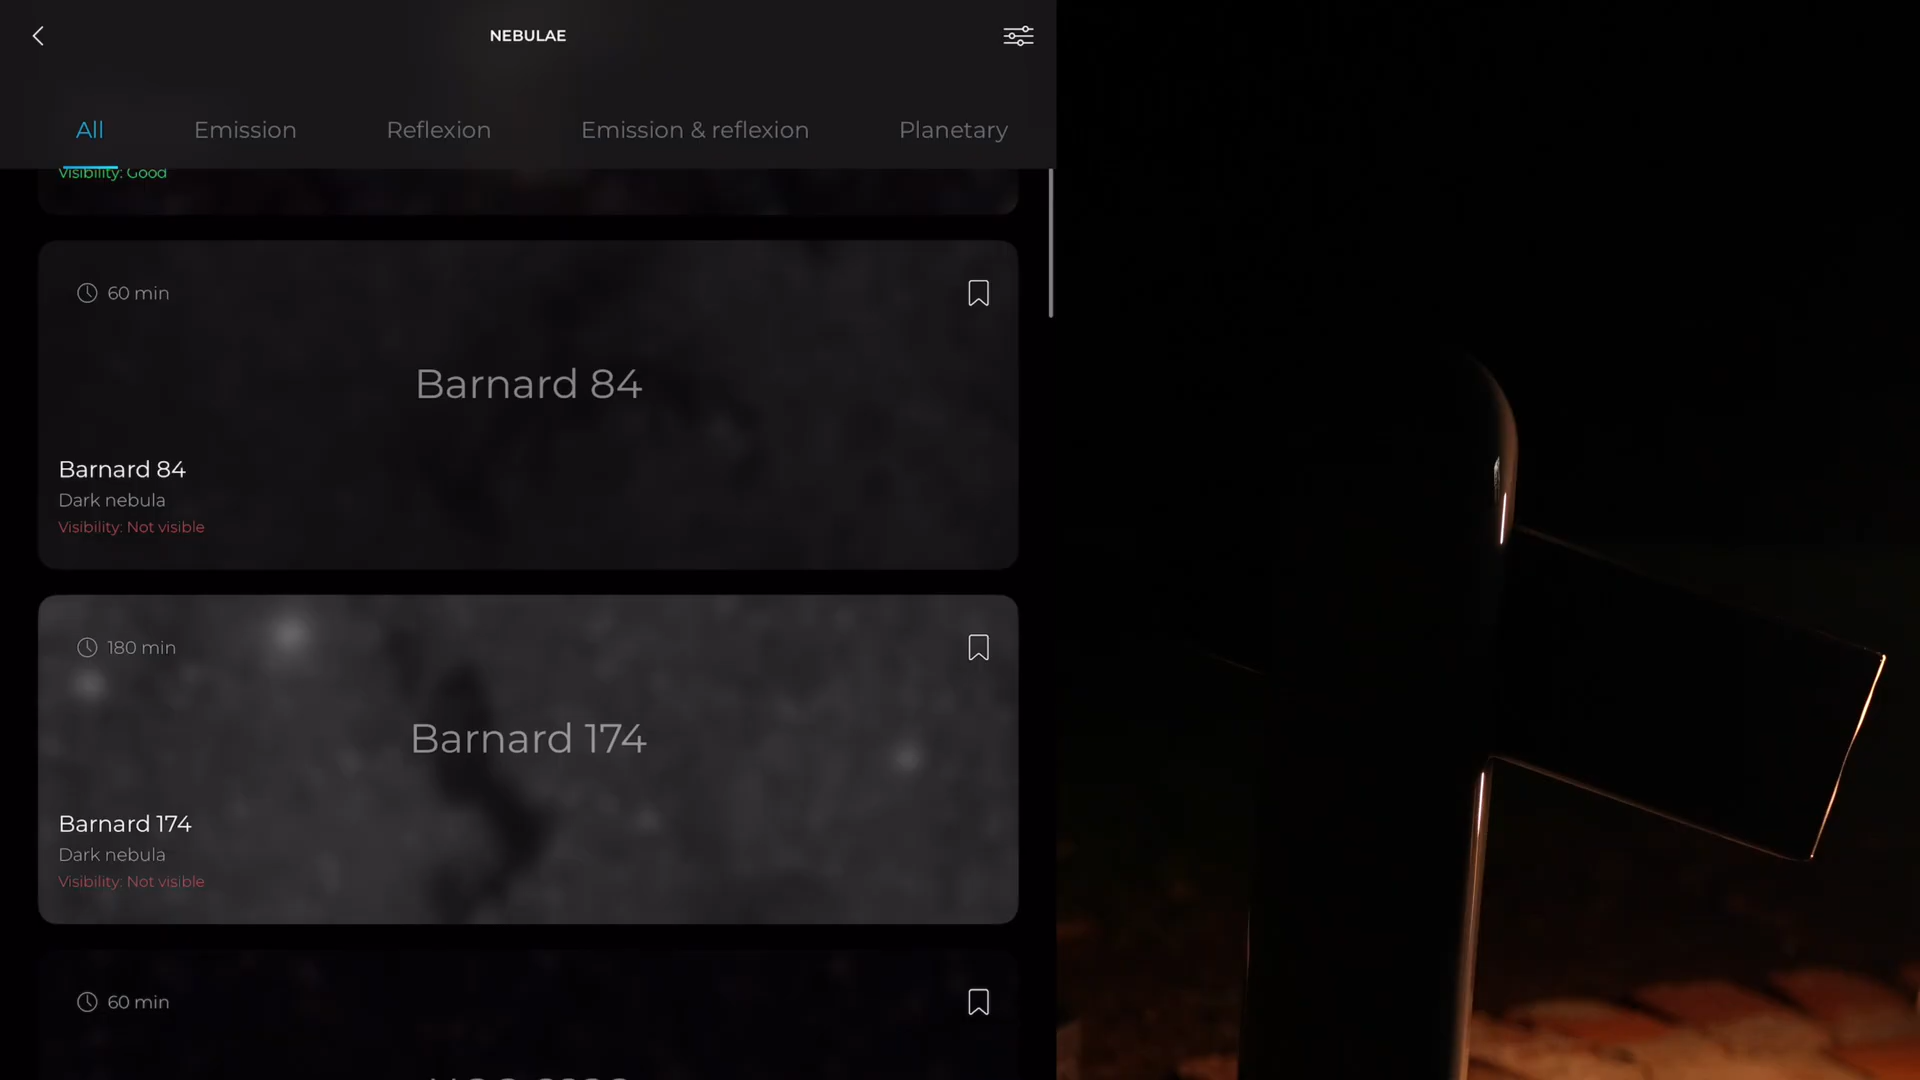 NEBULAE
All Emission Reflexion Emission & reflexion Planetary
Visibility: Good
60 min
Barnard 84
Barnard 84
Dark nebula
Visibility: Not visible
180 min
Barnard 174
Barnard 174
Dark nebula
Visibility: Not visible
60 min